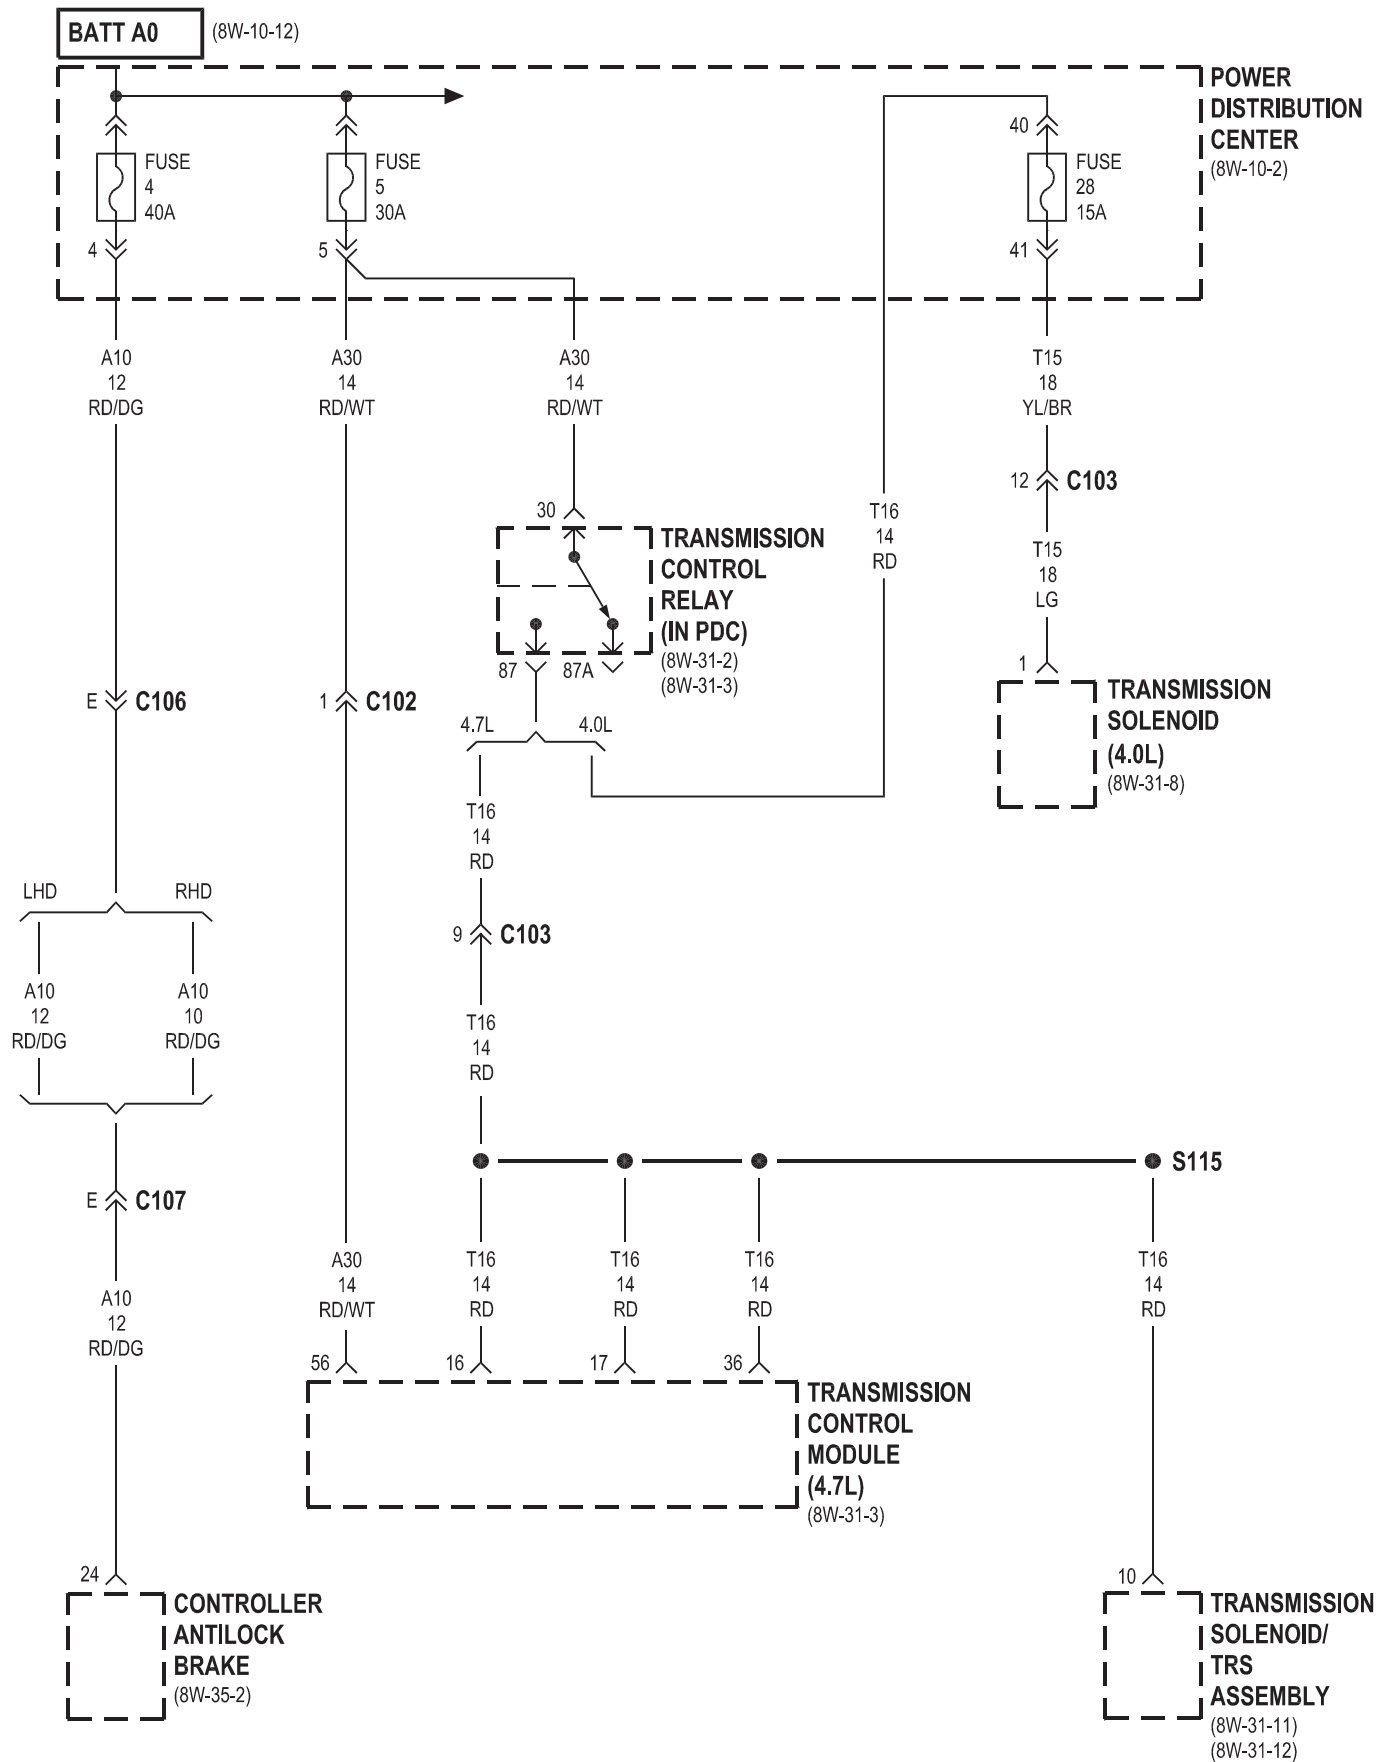 BATT A0 (8W-10-12)
POWER
DISTRIBUTION
CENTER
(8W-10-2)
FUSE
4
40A
4
FUSE
5
30A
5
40
FUSE
28
15A
41
A10
12
RD/DG
A30
14
RD/WT
A30
14
RD/WT
T15
18
YL/BR
12 C103
T16
14
RD
T15
18
LG
30
TRANSMISSION
CONTROL
RELAY
(IN PDC)
(8W-31-2)
(8W-31-3)
87 87A
1
TRANSMISSION
SOLENOID
(4.0L)
(8W-31-8)
E C106
1 C102
4.7L 4.0L
T16
14
RD
9 C103
T16
14
RD
LHD RHD
A10
12
RD/DG
A10
10
RD/DG
E C107
S115
A10
12
RD/DG
A30
14
RD/WT
T16
14
RD
T16
14
RD
T16
14
RD
T16
14
RD
56 16 17 36
TRANSMISSION
CONTROL
MODULE
(4.7L)
(8W-31-3)
24
CONTROLLER
ANTILOCK
BRAKE
(8W-35-2)
10
TRANSMISSION
SOLENOID/
TRS
ASSEMBLY
(8W-31-11)
(8W-31-12)